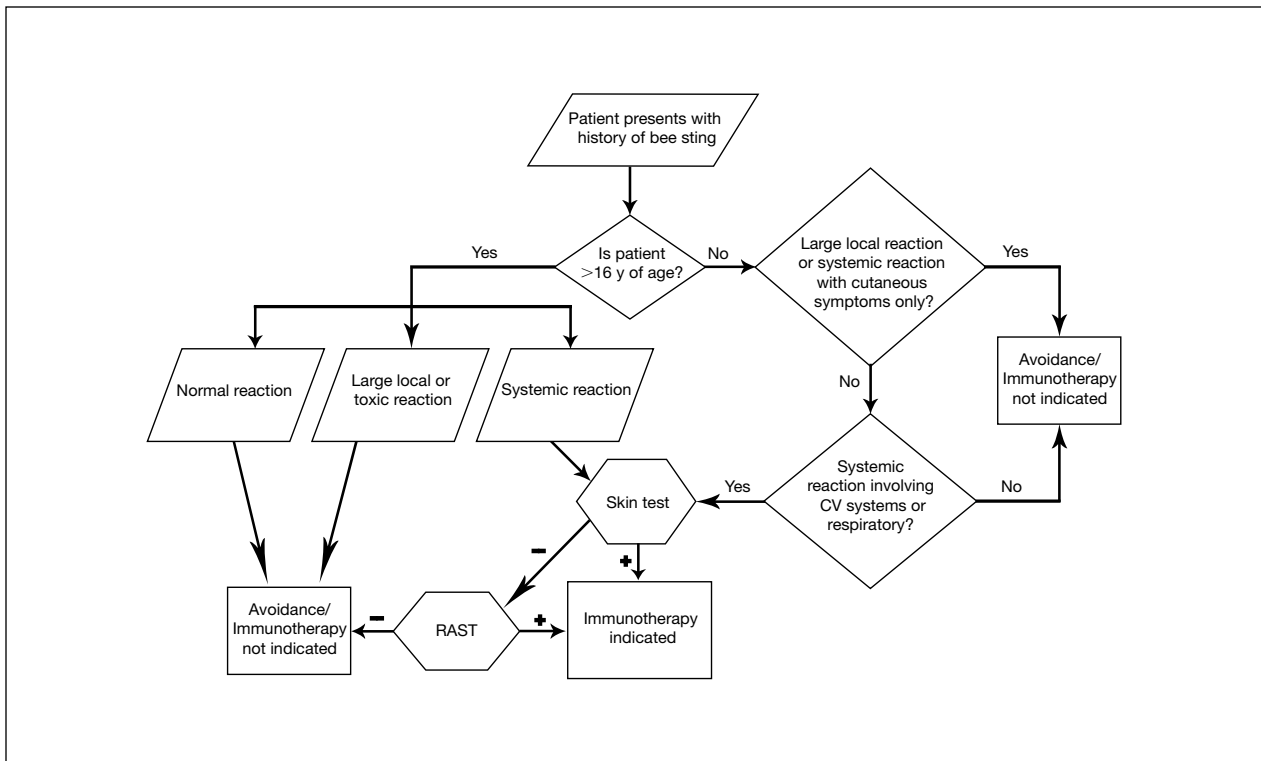 Patient presents with
history of bee sting
Is patient
>16 y of age?
Yes
No
Large local reaction
or systemic reaction
with cutaneous
symptoms only?
Yes
No
Avoidance/
Immunotherapy
not indicated
Normal reaction
Large local or
toxic reaction
Systemic reaction
Systemic
reaction involving
CV systems or
respiratory?
Yes
No
Skin test
–
+
Avoidance/
Immunotherapy
not indicated
–
RAST
+
Immunotherapy
indicated